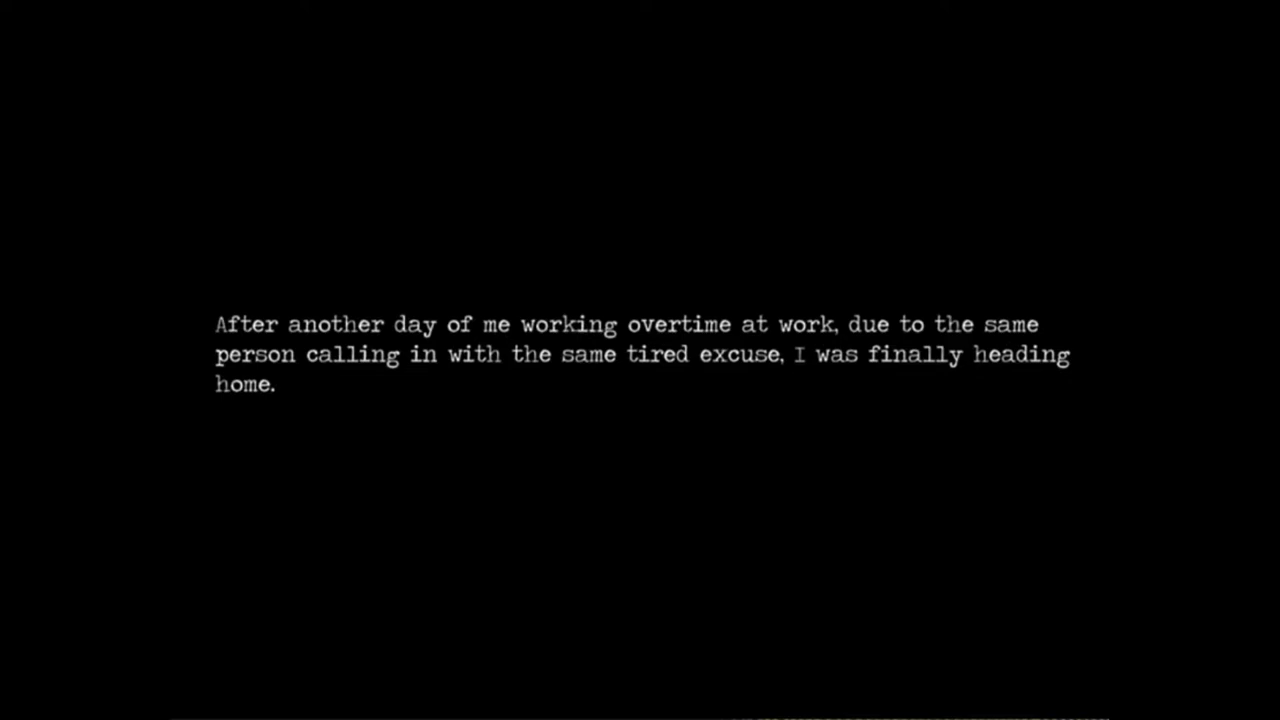 After another day of me working overtime at work, due to the same
person calling in with the same tired excuse, I was finally heading
home.